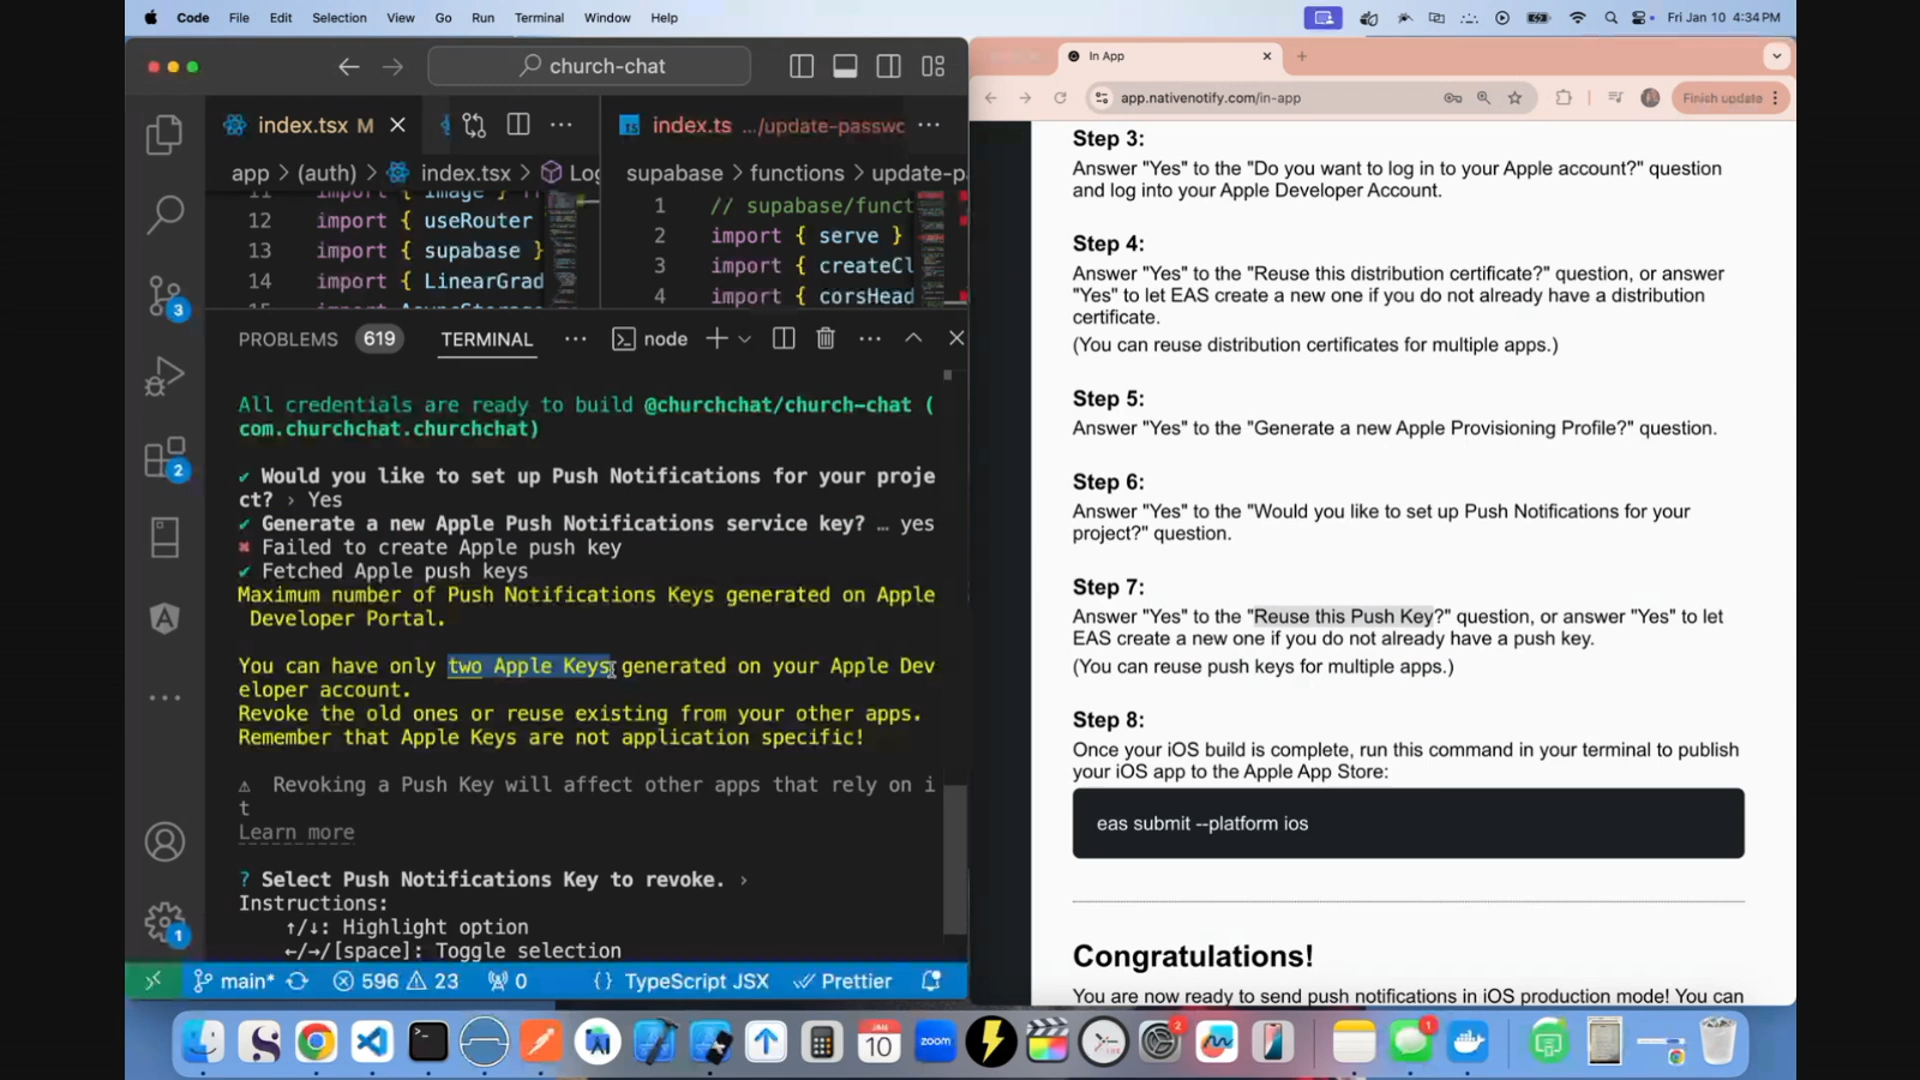 Code File Edit Selection View Go Run Terminal Window Help
Fri Jan 10 4:34 PM
church-chat
index.tsx M
index.ts .../update-passwc
app > (auth) > index.tsx > Log
supabase > functions > update-p
12 import { useRouter
13 import { supabase }
14 import { LinearGrad
1 // supabase/funct
2 import { serve }
3 import { createCl
4 import { corsHead
PROBLEMS 619 TERMINAL node
All credentials are ready to build @churchchat/church-chat (
com.churchchat.churchchat)
✔ Would you like to set up Push Notifications for your proje
ct? › Yes
✔ Generate a new Apple Push Notifications service key? … yes
✖ Failed to create Apple push key
✔ Fetched Apple push keys
Maximum number of Push Notifications Keys generated on Apple
Developer Portal.
You can have only two Apple Keys generated on your Apple Dev
eloper account.
Revoke the old ones or reuse existing from your other apps.
Remember that Apple Keys are not application specific!
⚠ Revoking a Push Key will affect other apps that rely on i
t
Learn more
? Select Push Notifications Key to revoke. ›
Instructions:
↑/↓: Highlight option
←/→/[space]: Toggle selection
3
2
1
main* 596 23 0 {} TypeScript JSX Prettier
In App
app.nativenotify.com/in-app
Finish update
Step 3:
Answer "Yes" to the "Do you want to log in to your Apple account?" question
and log into your Apple Developer Account.
Step 4:
Answer "Yes" to the "Reuse this distribution certificate?" question, or answer
"Yes" to let EAS create a new one if you do not already have a distribution
certificate.
(You can reuse distribution certificates for multiple apps.)
Step 5:
Answer "Yes" to the "Generate a new Apple Provisioning Profile?" question.
Step 6:
Answer "Yes" to the "Would you like to set up Push Notifications for your
project?" question.
Step 7:
Answer "Yes" to the "Reuse this Push Key?" question, or answer "Yes" to let
EAS create a new one if you do not already have a push key.
(You can reuse push keys for multiple apps.)
Step 8:
Once your iOS build is complete, run this command in your terminal to publish
your iOS app to the Apple App Store:
eas submit --platform ios
Congratulations!
You are now ready to send push notifications in iOS production mode! You can
JAN
10
zoom
2
1